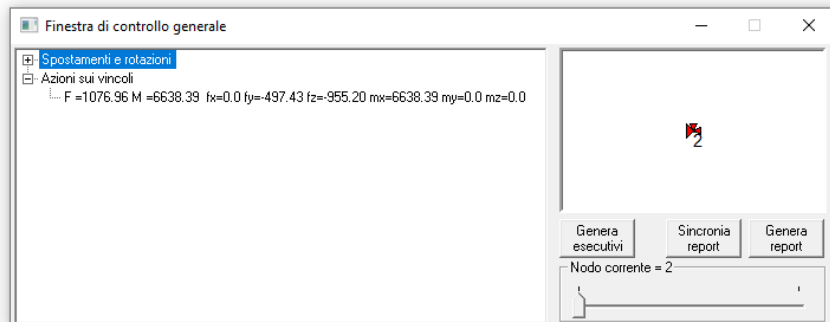 Finestra di controllo generale
Spostamenti e rotazioni
Azioni sui vincoli
F =1076.96 M =6638.39 fx=0.0 fy=-497.43 fz=-955.20 mx=6638.39 my=0.0 mz=0.0
2
Genera esecutivi
Sincronia report
Genera report
Nodo corrente = 2